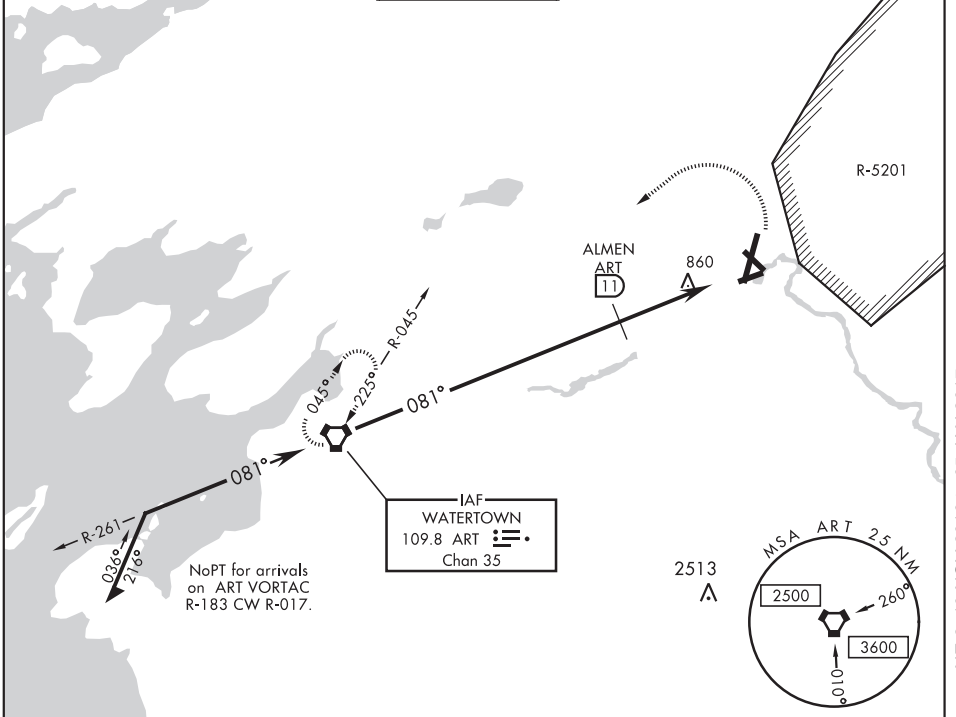 R-5201
ALMEN
ART
11
860
R-045
045°
225°
081°
081°
R-261
036°
216°
NoPT for arrivals
on ART VORTAC
R-183 CW R-017.
IAF
WATERTOWN
109.8 ART
Chan 35
2513
MSA ART 25 NM
2500
260°
3600
010°